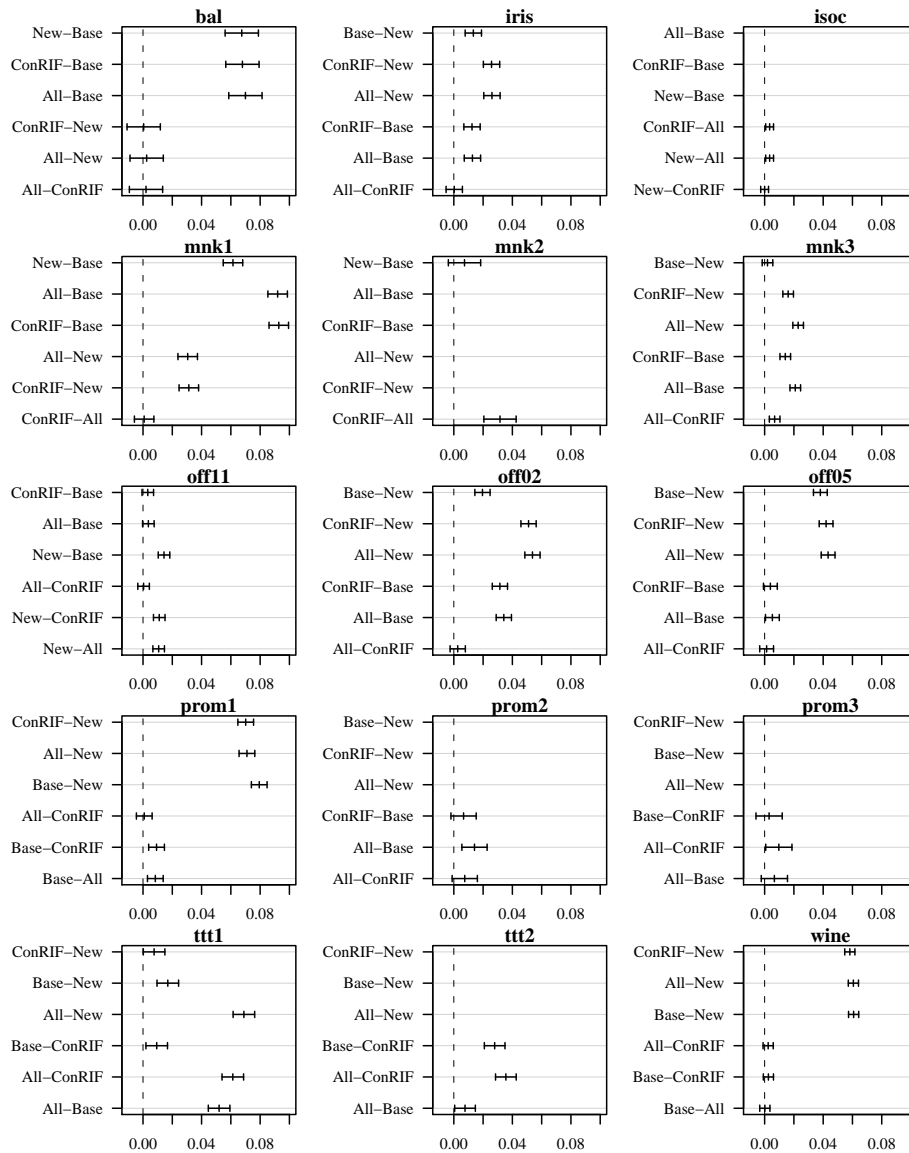 bal
New−Base
ConRIF−Base
All−Base
ConRIF−New
All−New
All−ConRIF
0.00 0.04 0.08
iris
Base−New
ConRIF−New
All−New
ConRIF−Base
All−Base
All−ConRIF
0.00 0.04 0.08
isoc
All−Base
ConRIF−Base
New−Base
ConRIF−All
New−All
New−ConRIF
0.00 0.04 0.08
mnk1
New−Base
All−Base
ConRIF−Base
All−New
ConRIF−New
ConRIF−All
0.00 0.04 0.08
mnk2
New−Base
All−Base
ConRIF−Base
All−New
ConRIF−New
ConRIF−All
0.00 0.04 0.08
mnk3
Base−New
ConRIF−New
All−New
ConRIF−Base
All−Base
All−ConRIF
0.00 0.04 0.08
off11
ConRIF−Base
All−Base
New−Base
All−ConRIF
New−ConRIF
New−All
0.00 0.04 0.08
off02
Base−New
ConRIF−New
All−New
ConRIF−Base
All−Base
All−ConRIF
0.00 0.04 0.08
off05
Base−New
ConRIF−New
All−New
ConRIF−Base
All−Base
All−ConRIF
0.00 0.04 0.08
prom1
ConRIF−New
All−New
Base−New
All−ConRIF
Base−ConRIF
Base−All
0.00 0.04 0.08
prom2
Base−New
ConRIF−New
All−New
ConRIF−Base
All−Base
All−ConRIF
0.00 0.04 0.08
prom3
ConRIF−New
Base−New
All−New
Base−ConRIF
All−ConRIF
All−Base
0.00 0.04 0.08
ttt1
ConRIF−New
Base−New
All−New
Base−ConRIF
All−ConRIF
All−Base
0.00 0.04 0.08
ttt2
ConRIF−New
Base−New
All−New
Base−ConRIF
All−ConRIF
All−Base
0.00 0.04 0.08
wine
ConRIF−New
All−New
Base−New
All−ConRIF
Base−ConRIF
Base−All
0.00 0.04 0.08